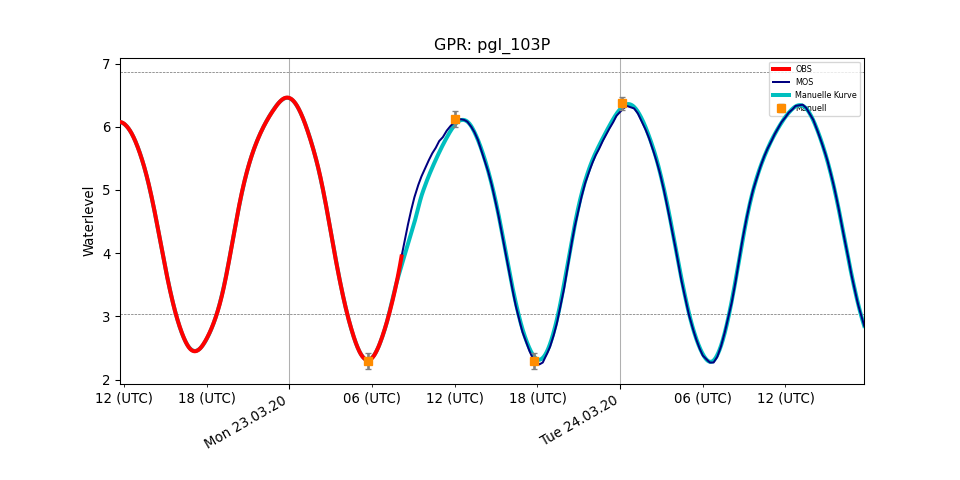 GPR: pgl_103P
7
6
5
4
3
2
Waterlevel
OBS
MOS
Manuelle Kurve
Manuell
12 (UTC)
18 (UTC)
Mon 23.03.20
06 (UTC)
12 (UTC)
18 (UTC)
Tue 24.03.20
06 (UTC)
12 (UTC)